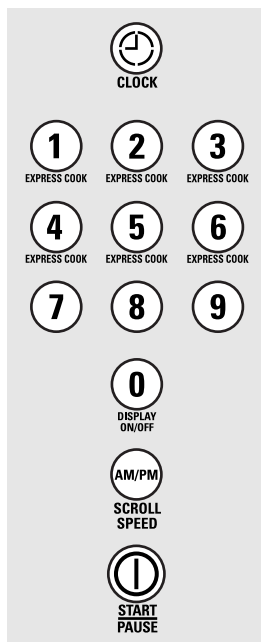 CLOCK
1 2 3
EXPRESS COOK EXPRESS COOK EXPRESS COOK
4 5 6
EXPRESS COOK EXPRESS COOK EXPRESS COOK
7 8 9
0
DISPLAY
ON/OFF
AM/PM
SCROLL
SPEED
START
PAUSE